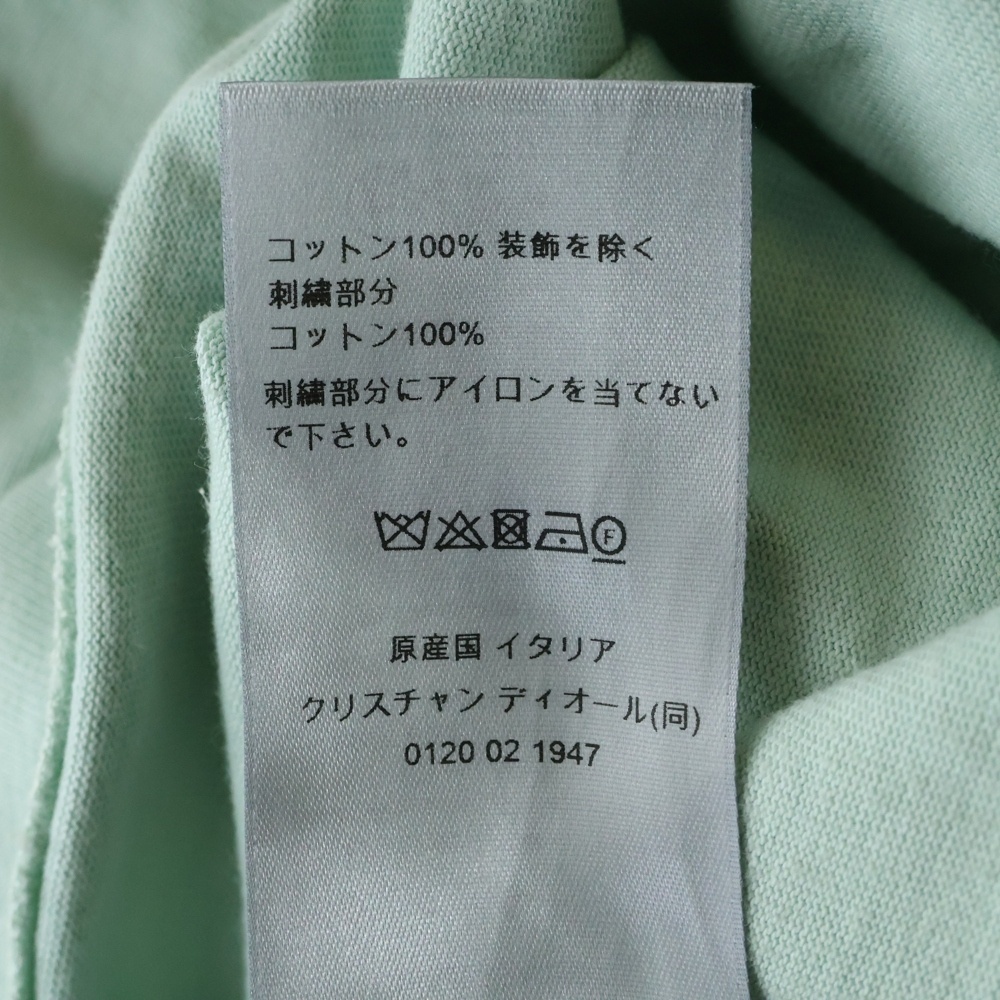 コットン100% 装飾を除く
刺繍部分
コットン100%
刺繍部分にアイロンを当てない
で下さい。
F
原産国 イタリア
クリスチャン ディオール(同)
0120 02 1947